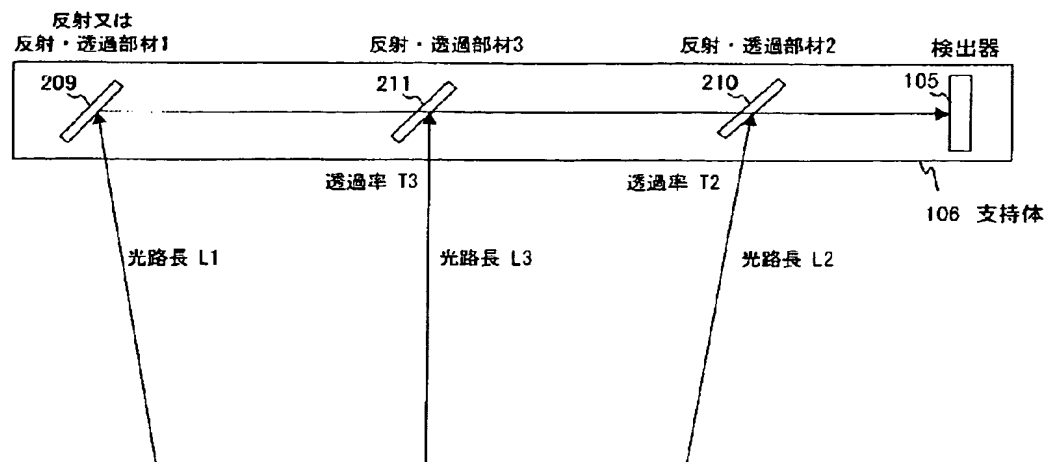 反射又は
反射・透過部材1
反射・透過部材3
反射・透過部材2
検出器
209
211
210
105
透過率 T3
透過率 T2
106 支持体
光路長 L1
光路長 L3
光路長 L2